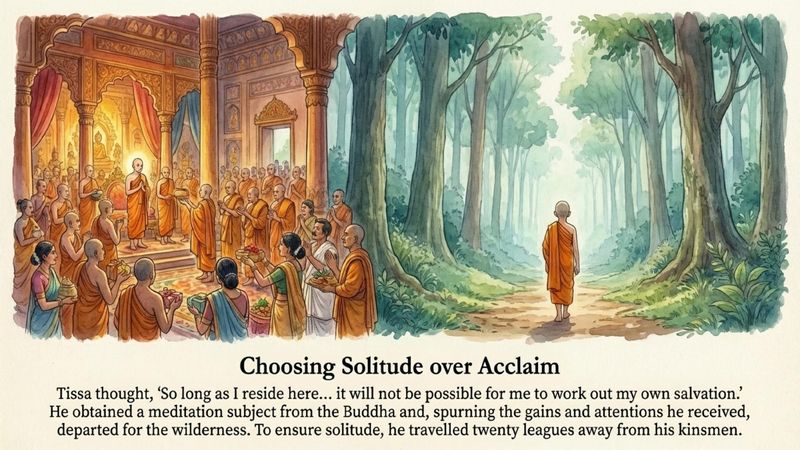 Choosing Solitude over Acclaim
Tissa thought, ‘So long as I reside here... it will not be possible for me to work out my own salvation.’
He obtained a meditation subject from the Buddha and, spurning the gains and attentions he received,
departed for the wilderness. To ensure solitude, he travelled twenty leagues away from his kinsmen.